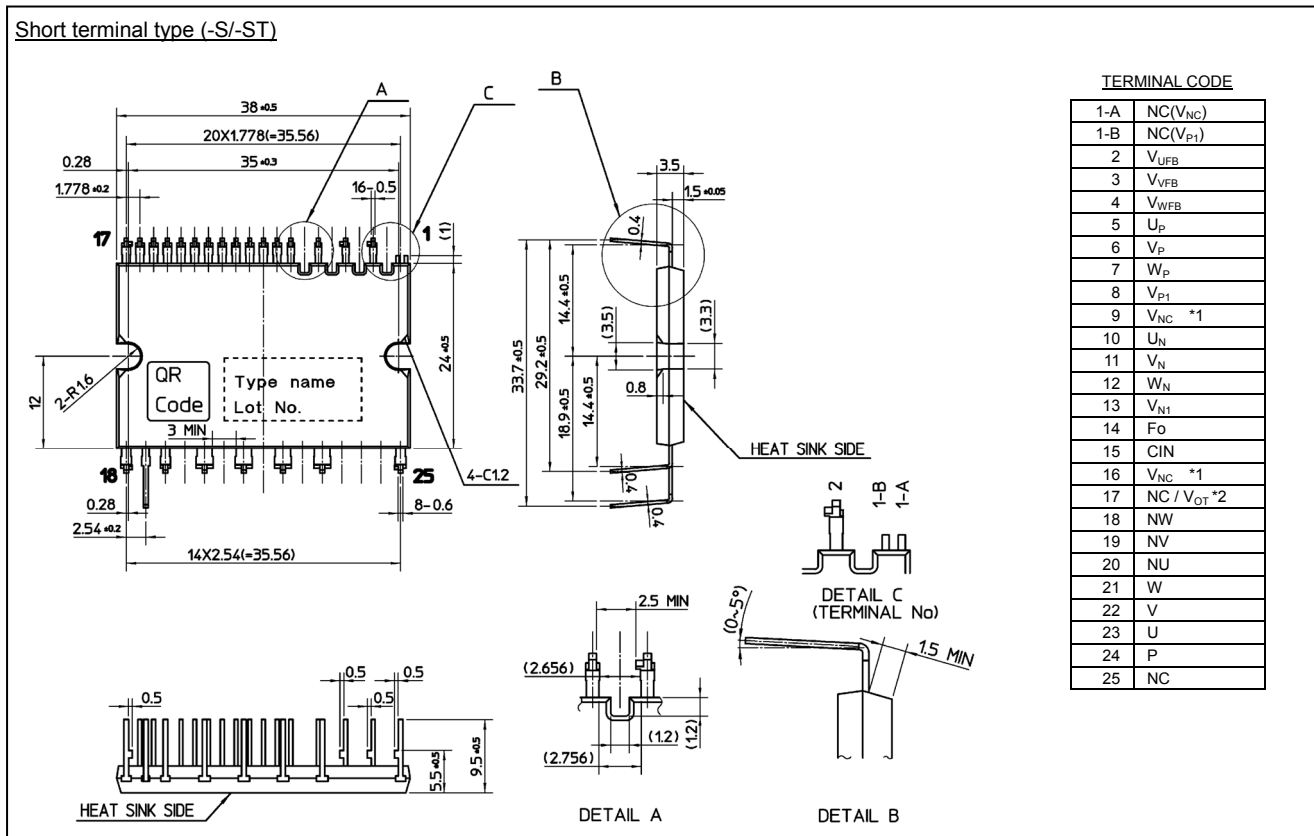 Short terminal type (-S/-ST)
A
C
B
38 ±0.5
20X1.778(=35.56)
35 ±0.3
0.28
1.778 ±0.2
16-0.5
17
1
(1)
12
2-R1.6
24 ±0.5
QR
Code
Type name
Lot No.
3 MIN
18
25
4-C1.2
0.28
8-0.6
2.54 ±0.2
14X2.54(=35.56)
3.5
1.5 ±0.05
0.4
33.7 ±0.5
29.2 ±0.5
14.4 ±0.5
18.9 ±0.5
14.4 ±0.5
(3.5)
(3.3)
0.8
HEAT SINK SIDE
0.4
0.4
2
1-B
1-A
DETAIL C
(TERMINAL No)
0.5
0.5
0.5
0.5
5.5 ±0.5
9.5 ±0.5
HEAT SINK SIDE
2.5 MIN
(2.656)
(1.2)
(1.2)
(2.756)
DETAIL A
(0~5°)
1.5 MIN
DETAIL B
TERMINAL CODE
1-A NC(VNC)
1-B NC(VP1)
2 VUFB
3 VVFB
4 VWFB
5 UP
6 VP
7 WP
8 VP1
9 VNC *1
10 UN
11 VN
12 WN
13 VN1
14 Fo
15 CIN
16 VNC *1
17 NC / VOT *2
18 NW
19 NV
20 NU
21 W
22 V
23 U
24 P
25 NC